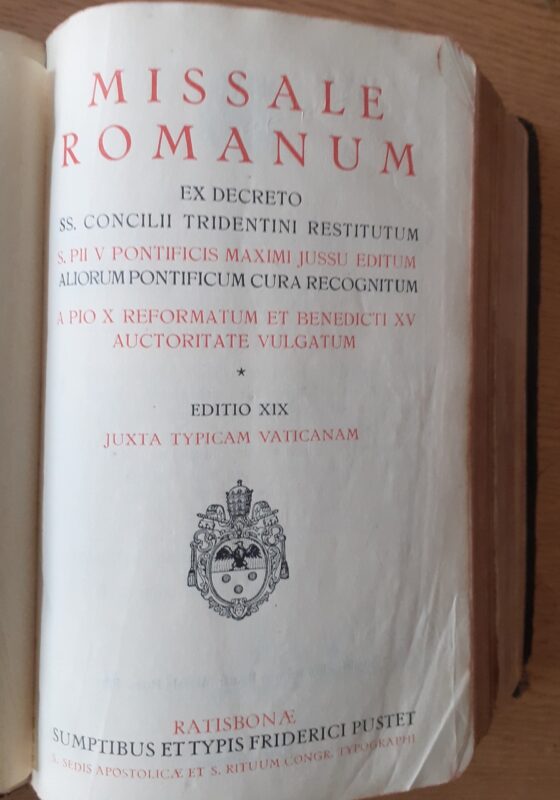 MISSALE
ROMANUM
EX DECRETO
SS. CONCILII TRIDENTINI RESTITUTUM
S. PII V PONTIFICIS MAXIMI JUSSU EDITUM
ALIORUM PONTIFICUM CURA RECOGNITUM
A PIO X REFORMATUM ET BENEDICTI XV
AUCTORITATE VULGATUM
★
EDITIO XIX
JUXTA TYPICAM VATICANAM
RATISBONÆ
SUMPTIBUS ET TYPIS FRIDERICI PUSTET
S. SEDIS APOSTOLICÆ ET S. RITUUM CONGR. TYPOGRAPHI